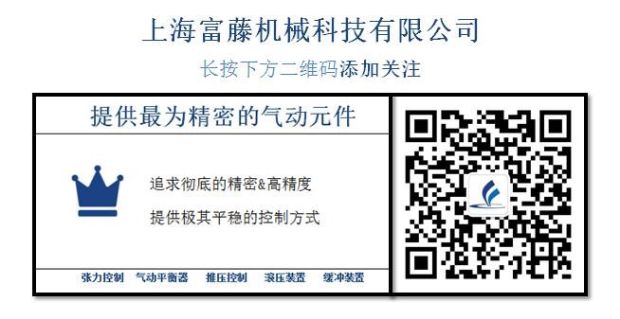 上海富藤机械科技有限公司
长按下方二维码添加关注
提供最为精密的气动元件
追求彻底的精密&高精度
提供极其平稳的控制方式
张力控制 气动平衡器 推压控制 滚压装置 缓冲装置